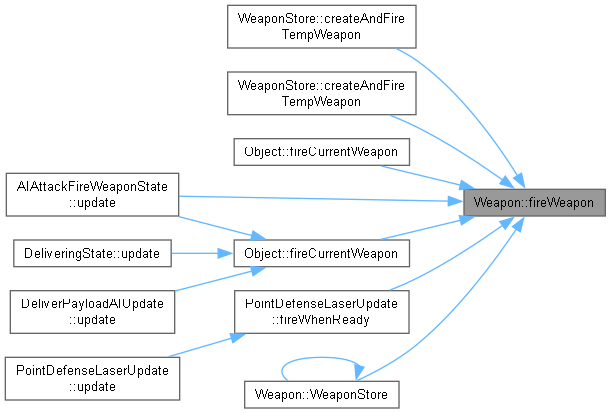 WeaponStore::createAndFire
TempWeapon
WeaponStore::createAndFire
TempWeapon
Object::fireCurrentWeapon
AIAttackFireWeaponState
::update
Weapon::fireWeapon
DeliveringState::update
Object::fireCurrentWeapon
DeliverPayloadAIUpdate
::update
PointDefenseLaserUpdate
::fireWhenReady
PointDefenseLaserUpdate
::update
Weapon::WeaponStore